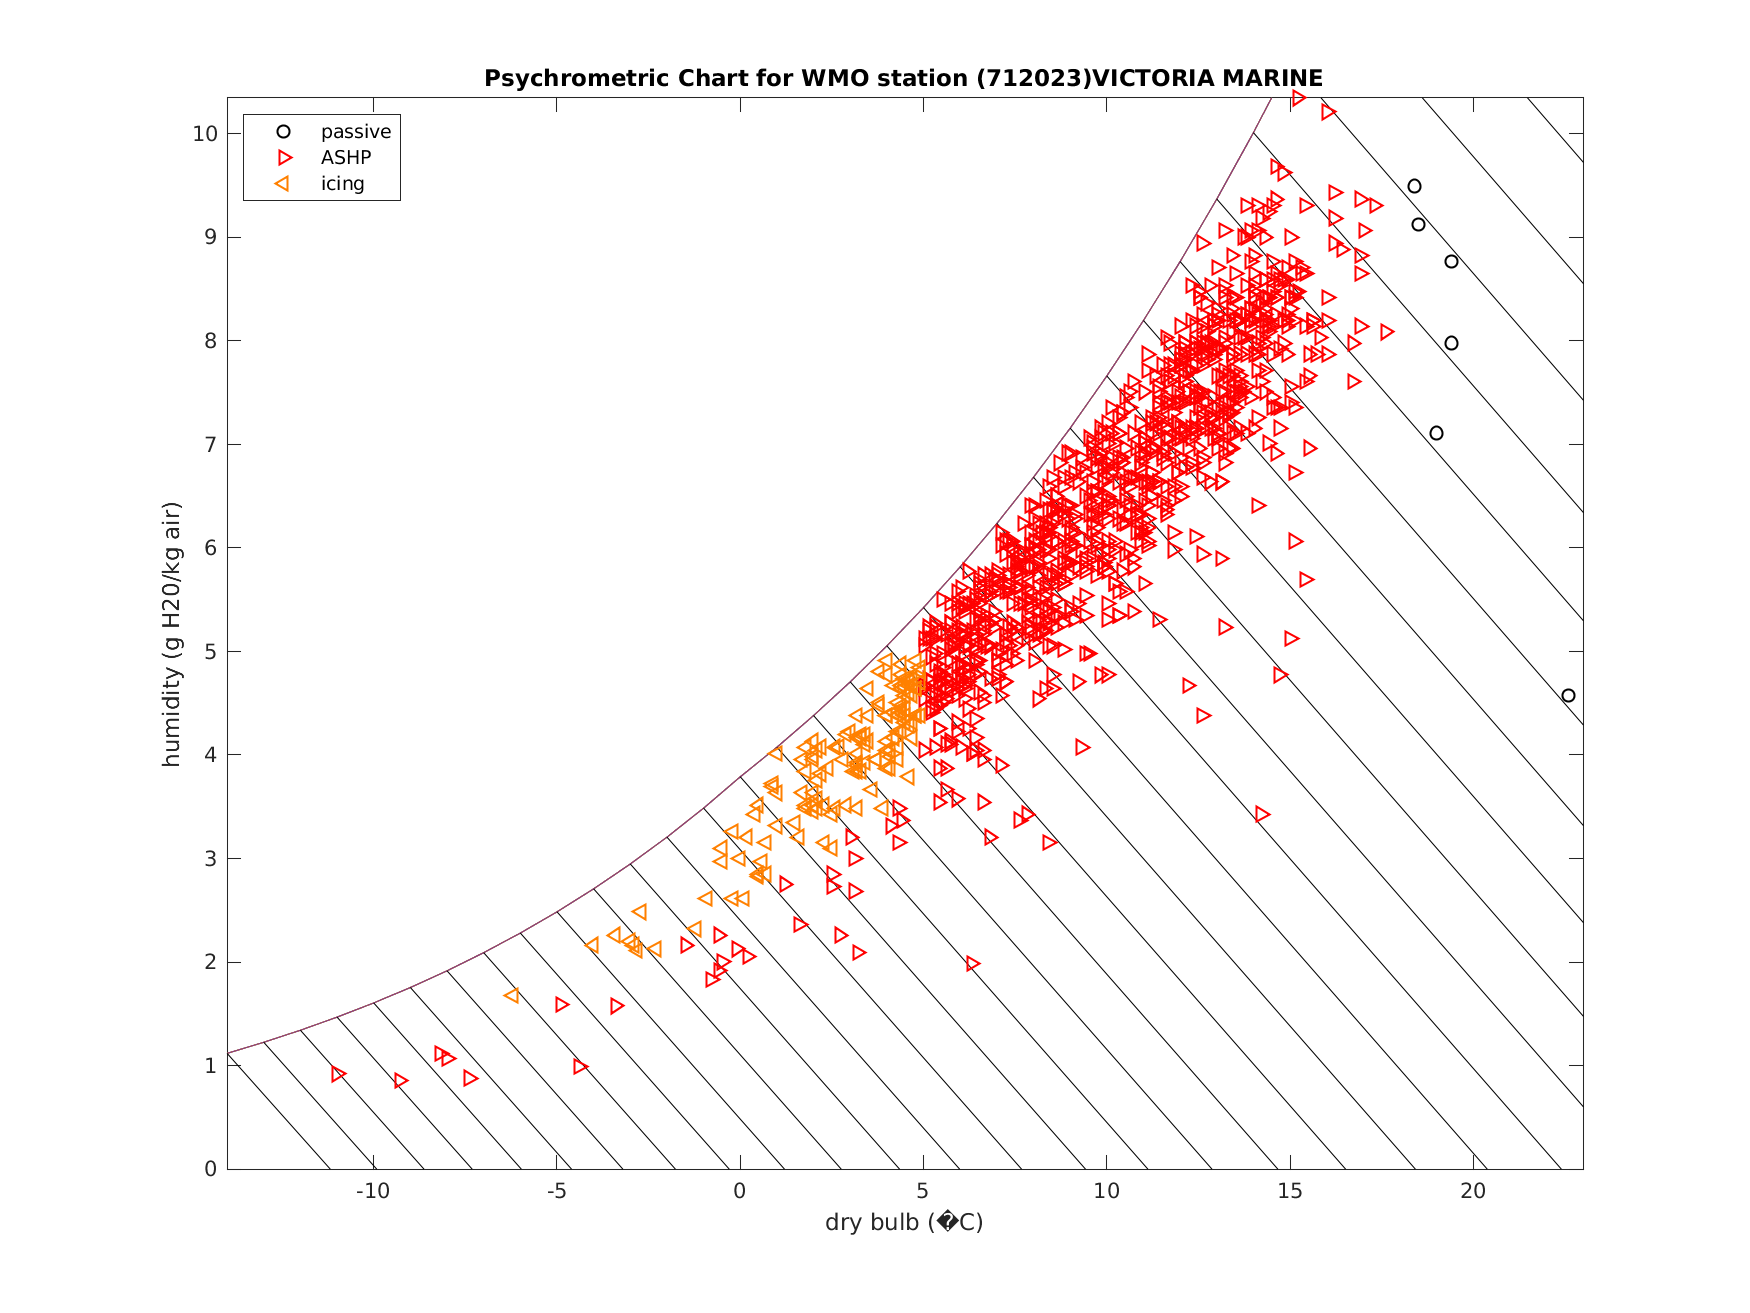 Psychrometric Chart for WMO station (712023)VICTORIA MARINE
passive
ASHP
icing
humidity (g H20/kg air)
10
9
8
7
6
5
4
3
2
1
0
-10 -5 0 5 10 15 20
dry bulb (�C)